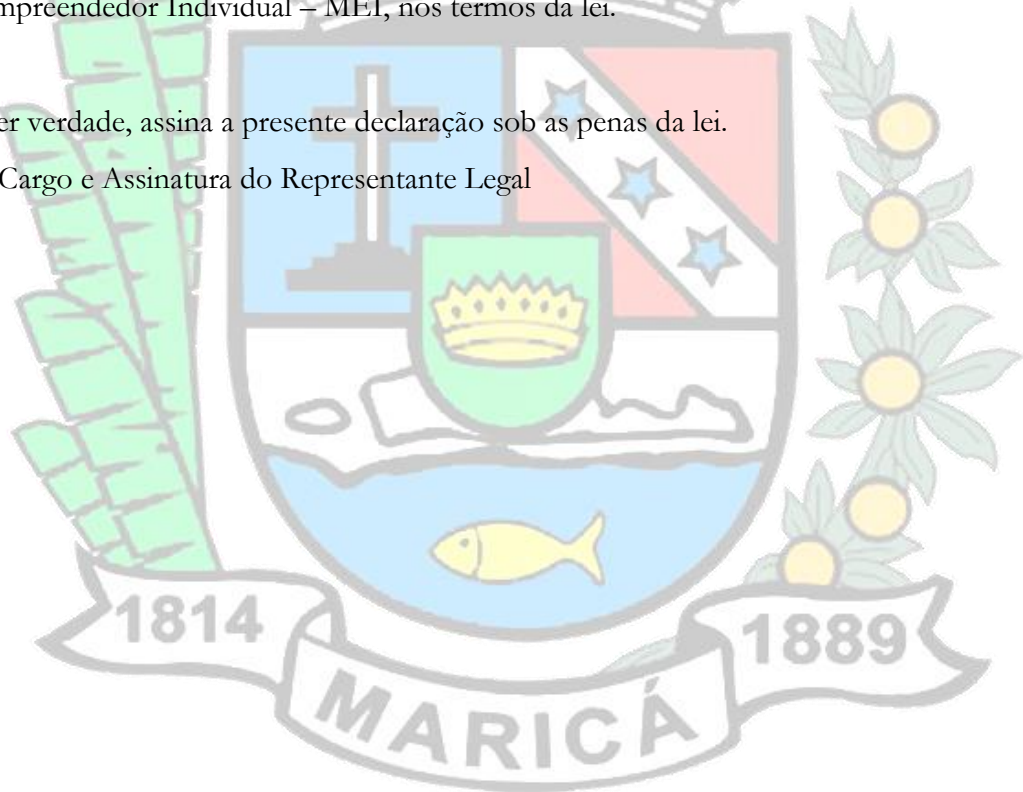 mpreendedor Individual – MEI, nos termos da lei.
er verdade, assina a presente declaração sob as penas da lei.
Cargo e Assinatura do Representante Legal
1814
1889
MARICÁ